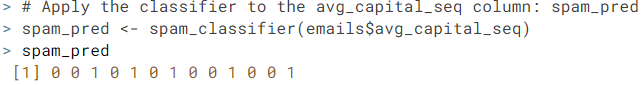 > # Apply the classifier to the avg_capital_seq column: spam_pred
> spam_pred <- spam_classifier(emails$avg_capital_seq)
> spam_pred
[1] 0 0 1 0 1 0 1 0 0 1 0 0 1